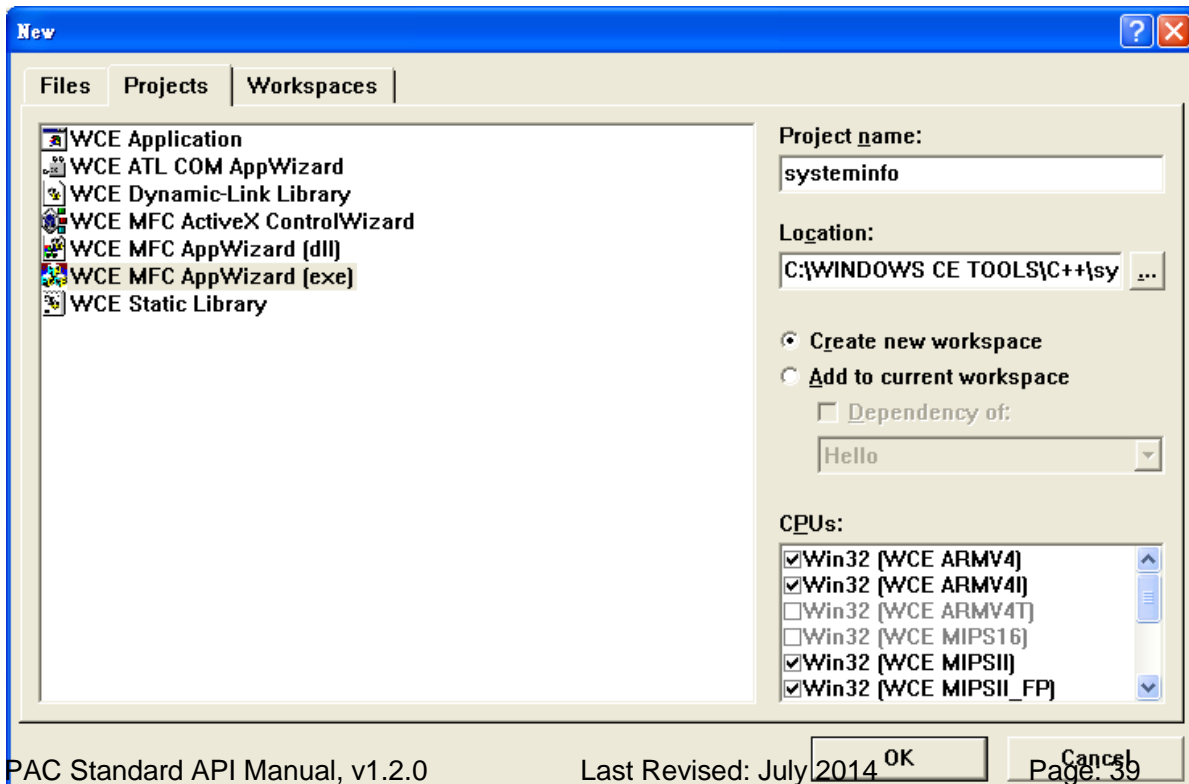 New
Files Projects Workspaces
WCE Application
WCE ATL COM AppWizard
WCE Dynamic-Link Library
WCE MFC ActiveX ControlWizard
WCE MFC AppWizard (dll)
WCE MFC AppWizard (exe)
WCE Static Library
Project name:
systeminfo
Location:
C:\WINDOWS CE TOOLS\C++\sy ...
Create new workspace
Add to current workspace
Dependency of:
Hello
CPUs:
Win32 (WCE ARMV4)
Win32 (WCE ARMV4I)
Win32 (WCE ARMV4T)
Win32 (WCE MIPS16)
Win32 (WCE MIPSII)
Win32 (WCE MIPSII_FP)
OK Cancel
PAC Standard API Manual, v1.2.0 Last Revised: July 2014 Page: 39